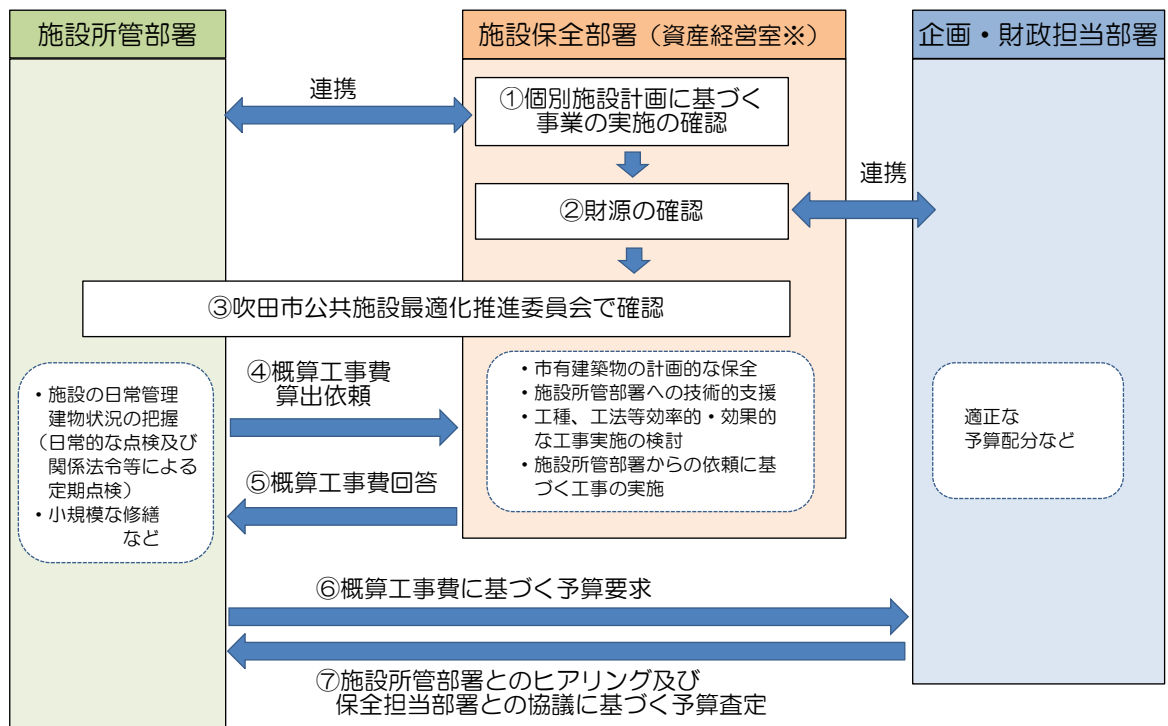 施設所管部署
施設保全部署（資産経営室※）
企画・財政担当部署
連携
①個別施設計画に基づく
事業の実施の確認
連携
②財源の確認
③吹田市公共施設最適化推進委員会で確認
・施設の日常管理
建物状況の把握
（日常的な点検及び
関係法令等による
定期点検）
・小規模な修繕
など
④概算工事費
算出依頼
⑤概算工事費回答
・市有建築物の計画的な保全
・施設所管部署への技術的支援
・工種、工法等効率的・効果的
な工事実施の検討
・施設所管部署からの依頼に基
づく工事の実施
適正な
予算配分など
⑥概算工事費に基づく予算要求
⑦施設所管部署とのヒアリング及び
保全担当部署との協議に基づく予算査定